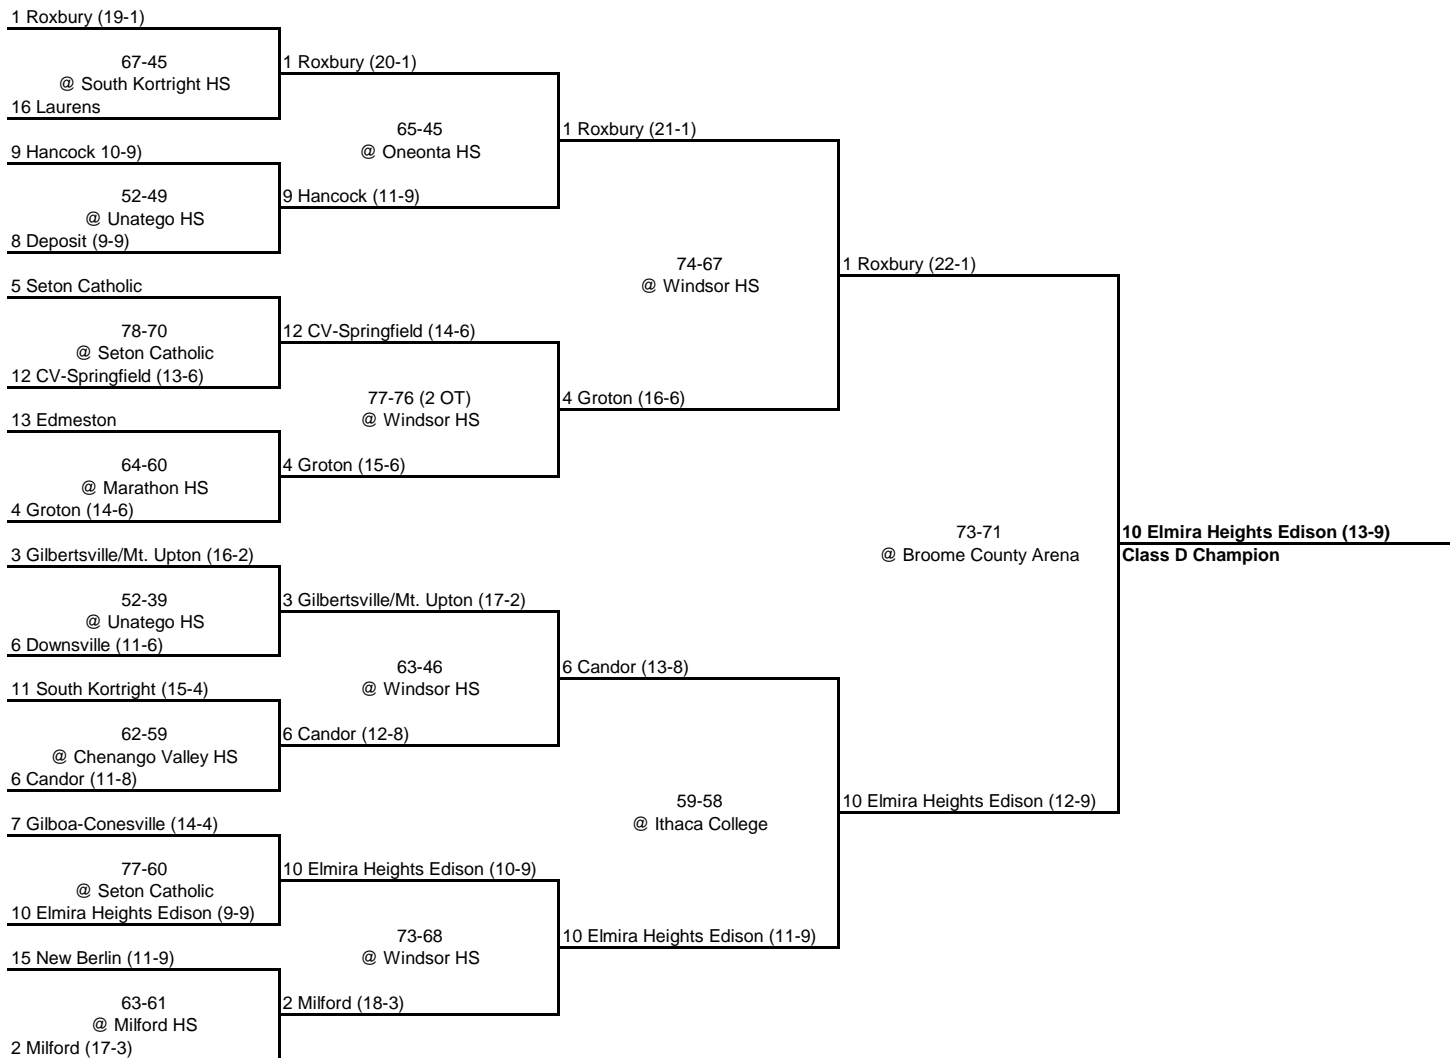 1 Roxbury (19-1)
67-45
@ South Kortright HS
16 Laurens
1 Roxbury (20-1)
65-45
@ Oneonta HS
9 Hancock 10-9)
52-49
@ Unatego HS
8 Deposit (9-9)
9 Hancock (11-9)
1 Roxbury (21-1)
74-67
@ Windsor HS
5 Seton Catholic
78-70
@ Seton Catholic
12 CV-Springfield (13-6)
12 CV-Springfield (14-6)
77-76 (2 OT)
@ Windsor HS
13 Edmeston
64-60
@ Marathon HS
4 Groton (14-6)
4 Groton (15-6)
4 Groton (16-6)
1 Roxbury (22-1)
73-71
@ Broome County Arena
10 Elmira Heights Edison (13-9)
Class D Champion
3 Gilbertsville/Mt. Upton (16-2)
52-39
@ Unatego HS
6 Downsville (11-6)
3 Gilbertsville/Mt. Upton (17-2)
63-46
@ Windsor HS
11 South Kortright (15-4)
62-59
@ Chenango Valley HS
6 Candor (11-8)
6 Candor (12-8)
6 Candor (13-8)
59-58
@ Ithaca College
10 Elmira Heights Edison (12-9)
7 Gilboa-Conesville (14-4)
77-60
@ Seton Catholic
10 Elmira Heights Edison (9-9)
10 Elmira Heights Edison (10-9)
73-68
@ Windsor HS
10 Elmira Heights Edison (11-9)
15 New Berlin (11-9)
63-61
@ Milford HS
2 Milford (17-3)
2 Milford (18-3)